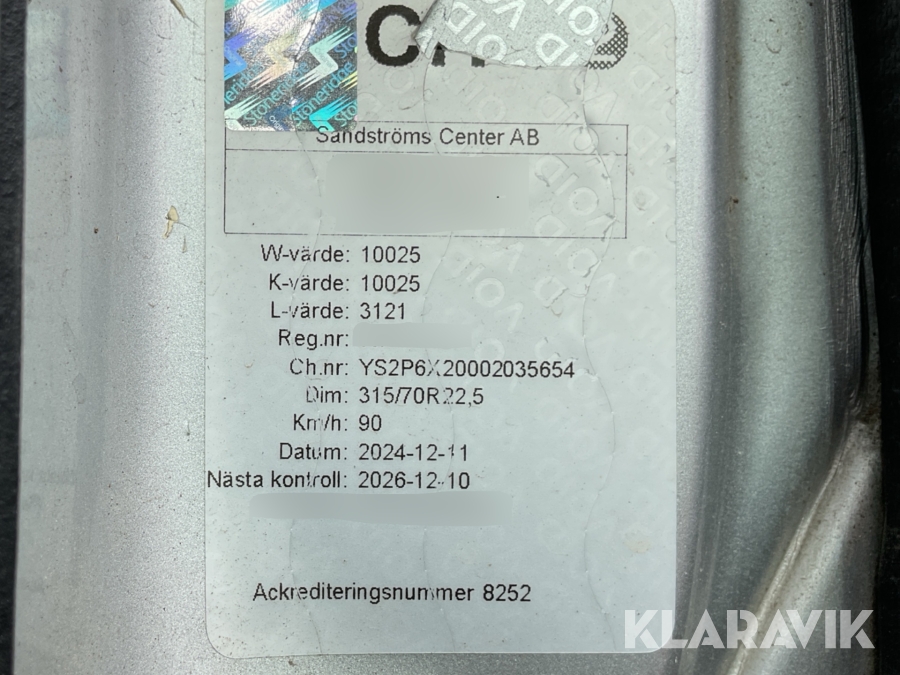 Stoneridge
Sandströms Center AB
W-värde: 10025
K-värde: 10025
L-värde: 3121
Reg.nr:
Ch.nr: YS2P6X20002035654
Dim: 315/70R22,5
Km/h: 90
Datum: 2024-12-11
Nästa kontroll: 2026-12-10
Ackrediteringsnummer 8252
KLARAVIK